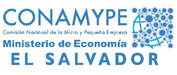 CONAMYPE
Comisión Nacional de la Micro y Pequeña Empresa
Ministerio de Economía
EL SALVADOR